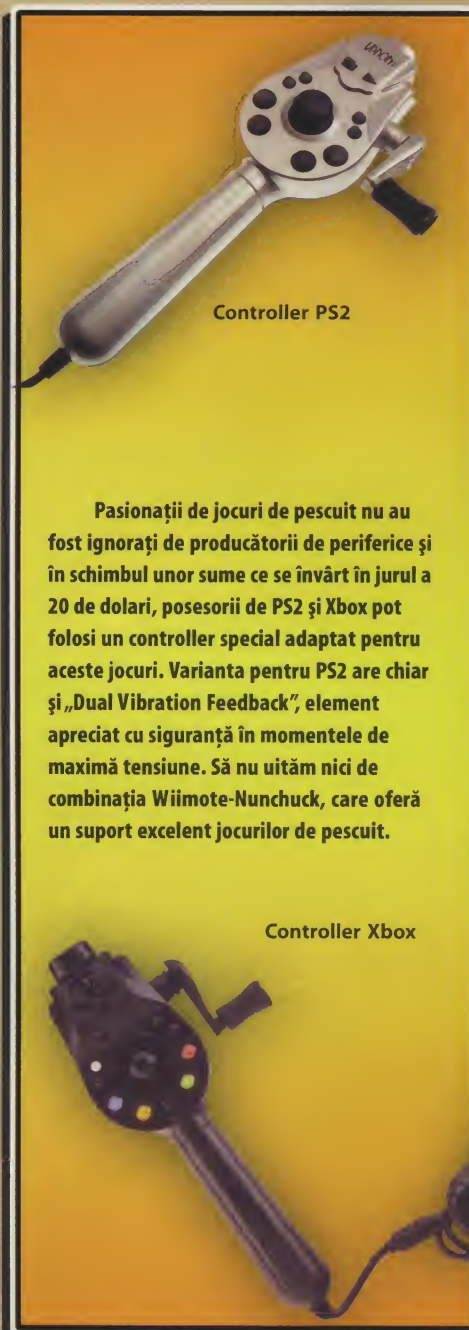 Controller PS2
Pasionații de jocuri de pescuit nu au
fost ignorați de producătorii de periferice și
în schimbul unor sume ce se învârt în jurul a
20 de dolari, posesorii de PS2 și Xbox pot
folosi un controller special adaptat pentru
aceste jocuri. Varianta pentru PS2 are chiar
și „Dual Vibration Feedback”, element
apreciat cu siguranță în momentele de
maximă tensiune. Să nu uităm nici de
combinația Wiimote-Nunchuck, care oferă
un suport excelent jocurilor de pescuit.
Controller Xbox